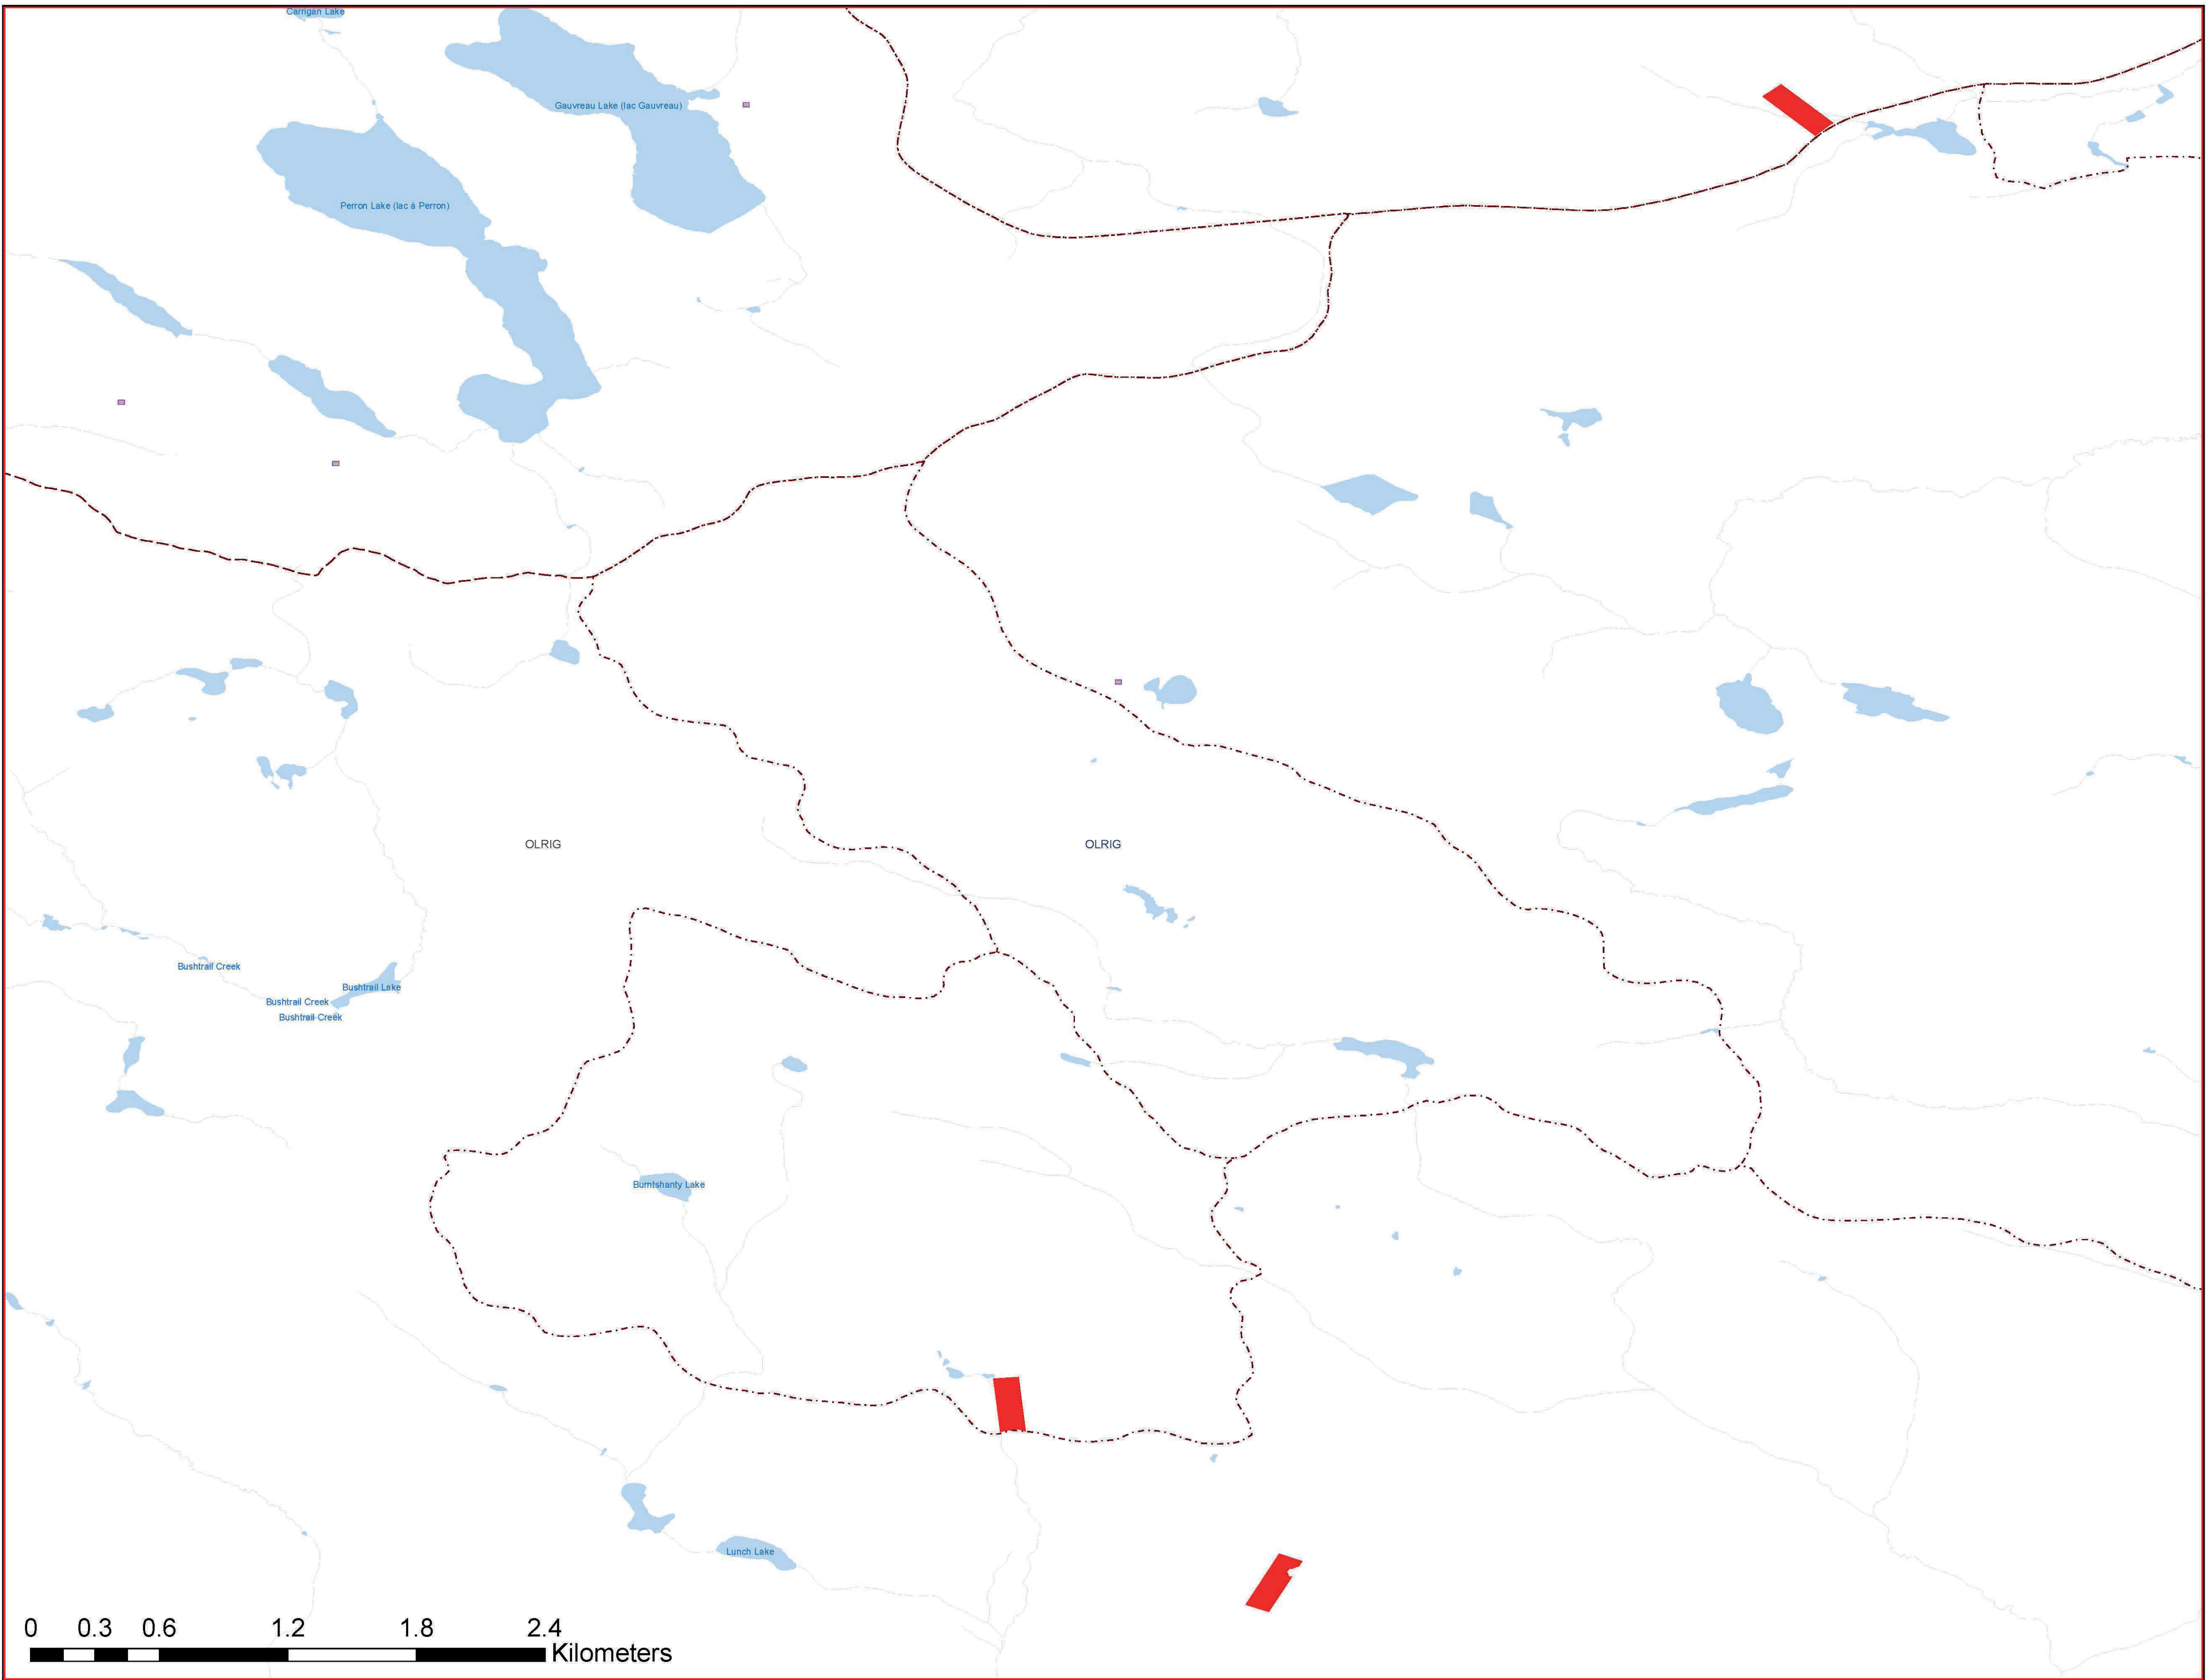 Carrigan Lake
Gauvreau Lake (lac Gauvreau)
Perron Lake (lac à Perron)
OLRIG
OLRIG
Bushtrail Creek
Bushtrail Lake
Bushtrail Creek
Bushtrail Creek
Burntshanty Lake
Lunch Lake
0 0.3 0.6 1.2 1.8 2.4
Kilometers